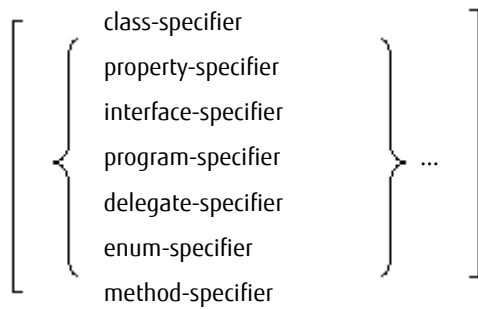 class-specifier
property-specifier
interface-specifier
program-specifier
...
delegate-specifier
enum-specifier
method-specifier